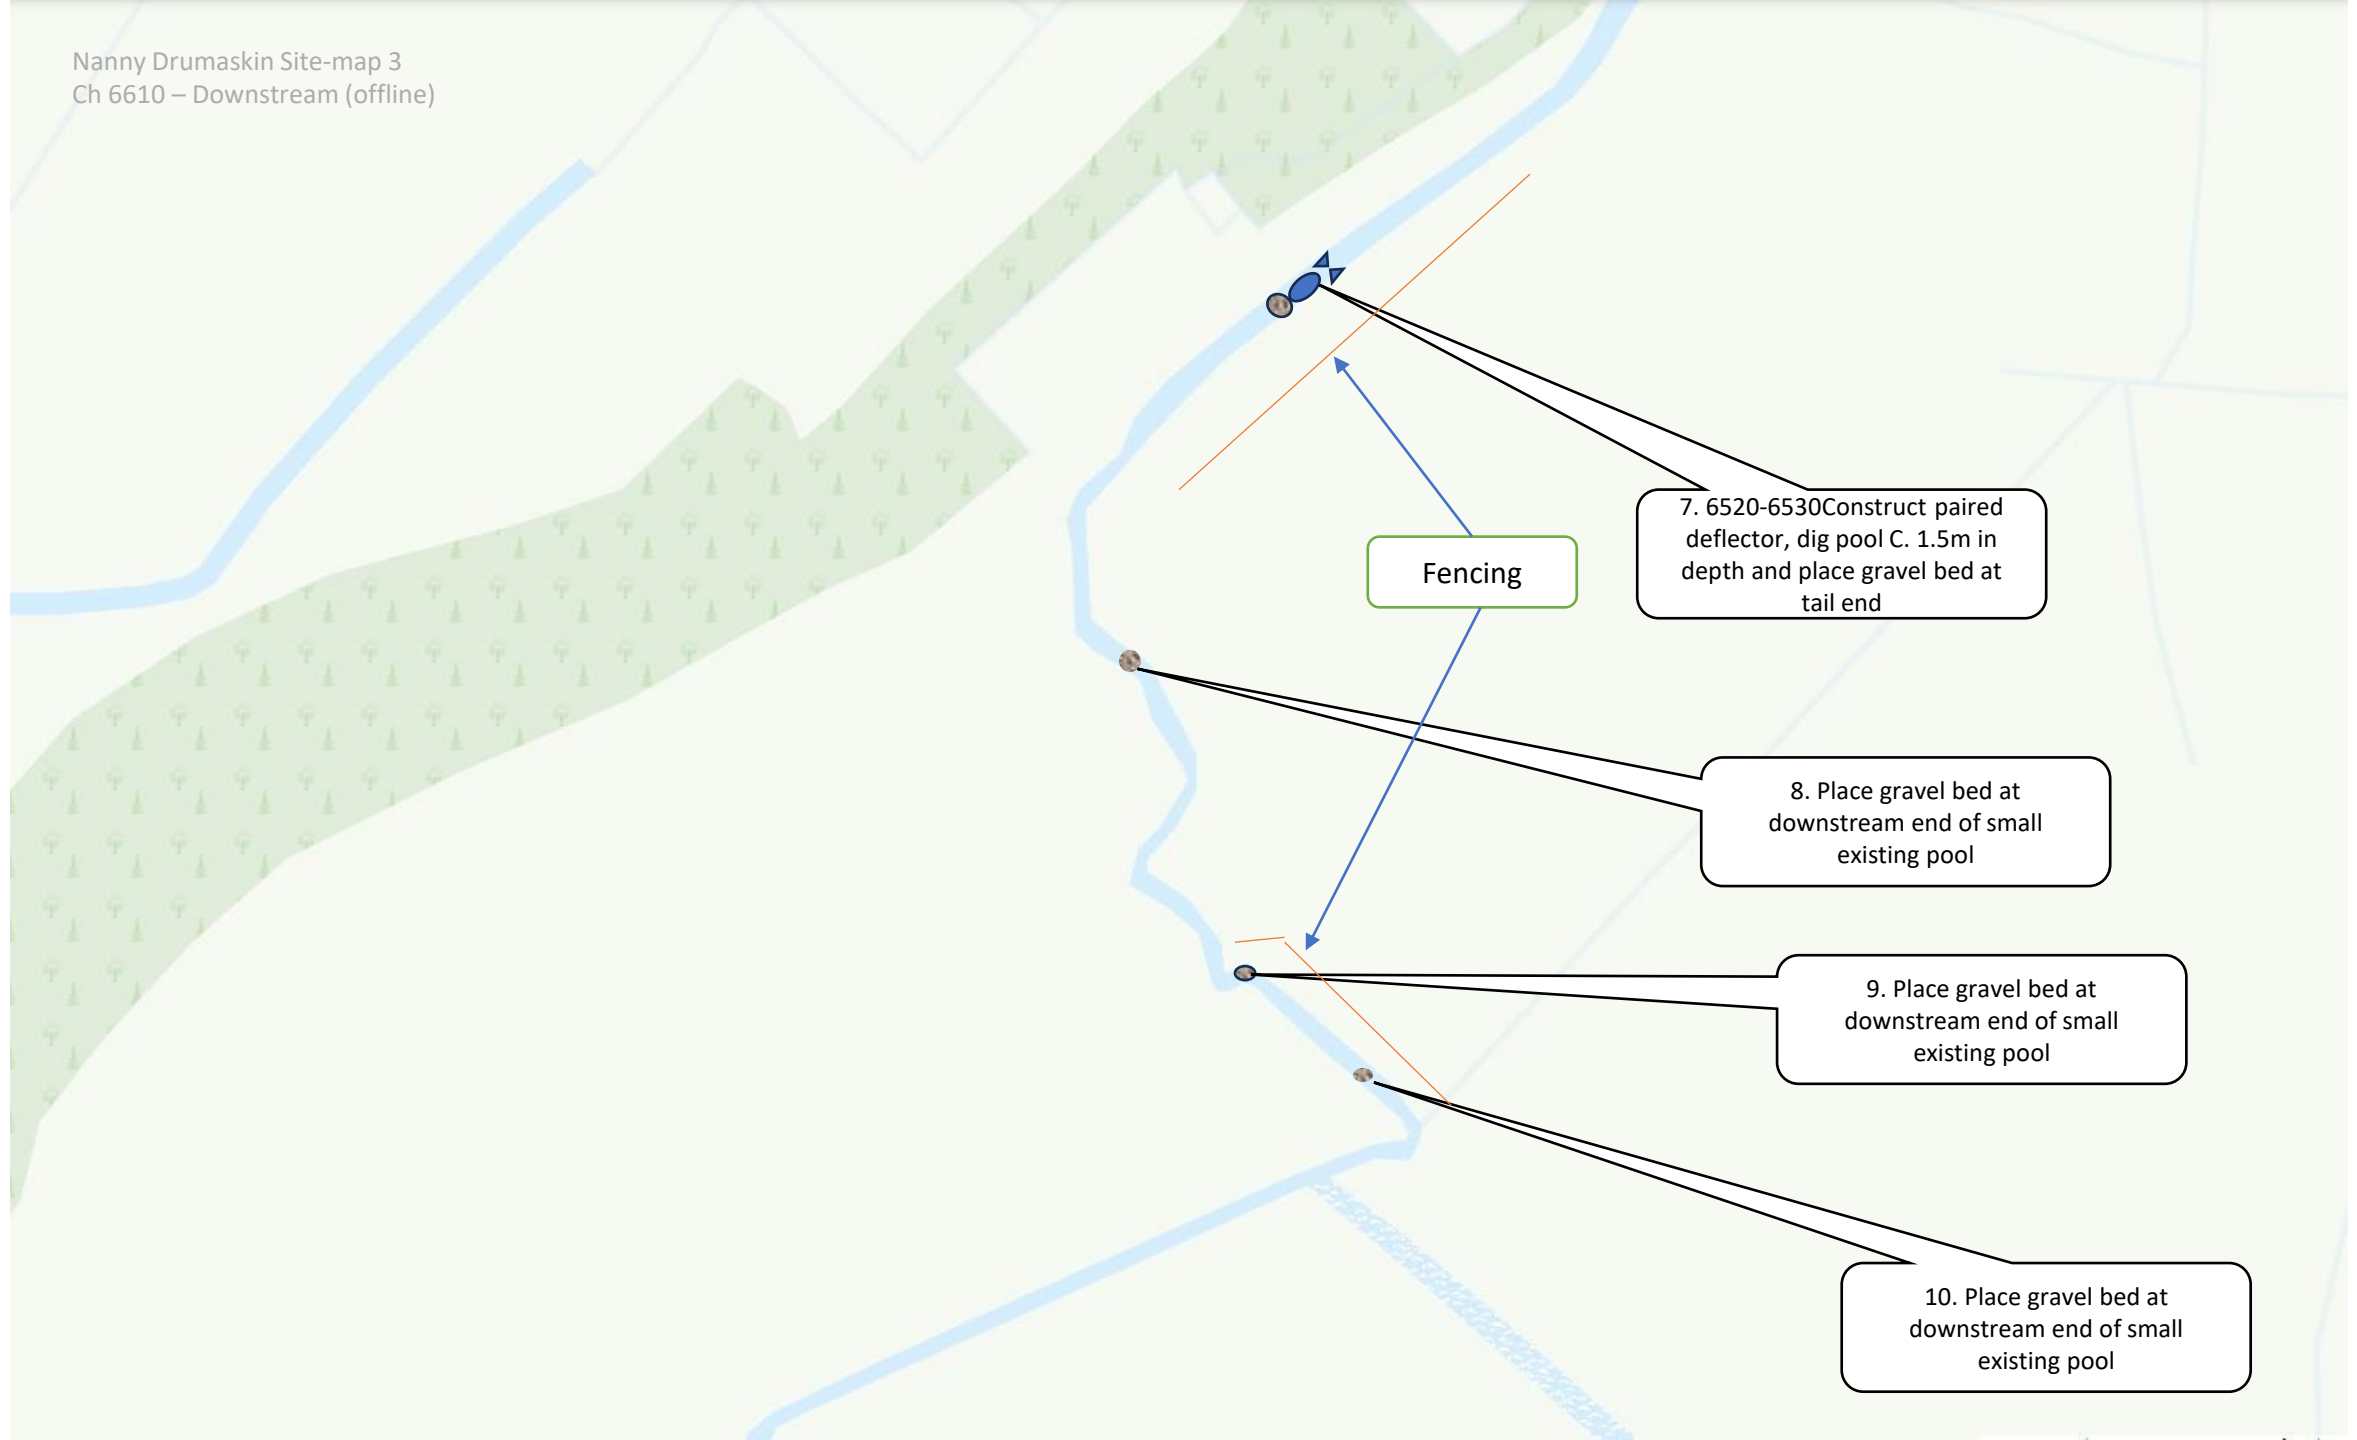 Nanny Drumaskin Site-map 3
Ch 6610 – Downstream (offline)
7. 6520-6530Construct paired
deflector, dig pool C. 1.5m in
depth and place gravel bed at
tail end
Fencing
8. Place gravel bed at
downstream end of small
existing pool
9. Place gravel bed at
downstream end of small
existing pool
10. Place gravel bed at
downstream end of small
existing pool